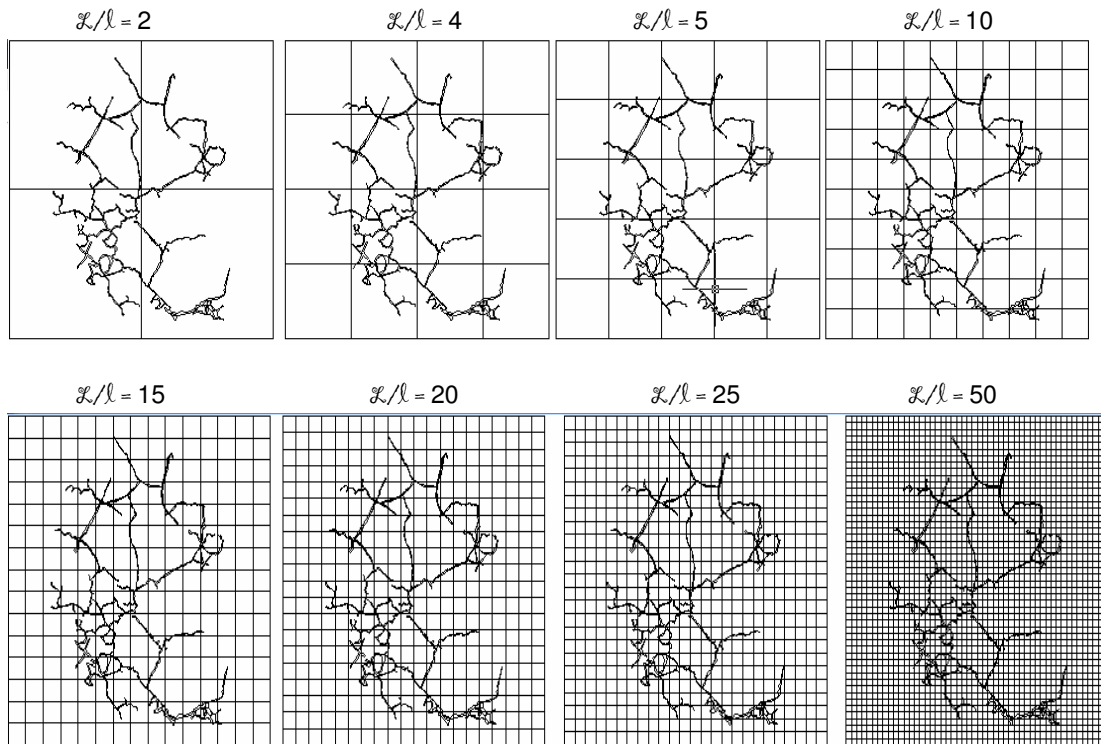 ℒ/l = 2
ℒ/l = 4
ℒ/l = 5
ℒ/l = 10
ℒ/l = 15
ℒ/l = 20
ℒ/l = 25
ℒ/l = 50